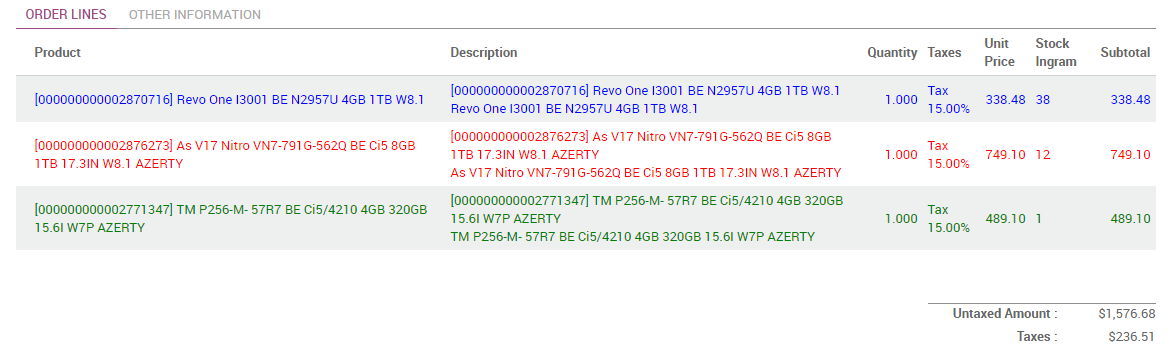 ORDER LINES OTHER INFORMATION
Product Description Quantity Taxes Unit Price Stock Ingram Subtotal
[000000000002870716] Revo One I3001 BE N2957U 4GB 1TB W8.1 [000000000002870716] Revo One I3001 BE N2957U 4GB 1TB W8.1 1.000 Tax 338.48 38 338.48
Revo One I3001 BE N2957U 4GB 1TB W8.1 15.00%
[000000000002876273] As V17 Nitro VN7-791G-562Q BE Ci5 8GB [000000000002876273] As V17 Nitro VN7-791G-562Q BE Ci5 8GB Tax
1TB 17.3IN W8.1 AZERTY 1TB 17.3IN W8.1 AZERTY 1.000 15.00% 749.10 12 749.10
As V17 Nitro VN7-791G-562Q BE Ci5 8GB 1TB 17.3IN W8.1 AZERTY
[000000000002771347] TM P256-M- 57R7 BE Ci5/4210 4GB 320GB [000000000002771347] TM P256-M- 57R7 BE Ci5/4210 4GB 320GB Tax
15.6I W7P AZERTY 15.6I W7P AZERTY 1.000 15.00% 489.10 1 489.10
TM P256-M- 57R7 BE Ci5/4210 4GB 320GB 15.6I W7P AZERTY
Untaxed Amount : $1,576.68
Taxes : $236.51